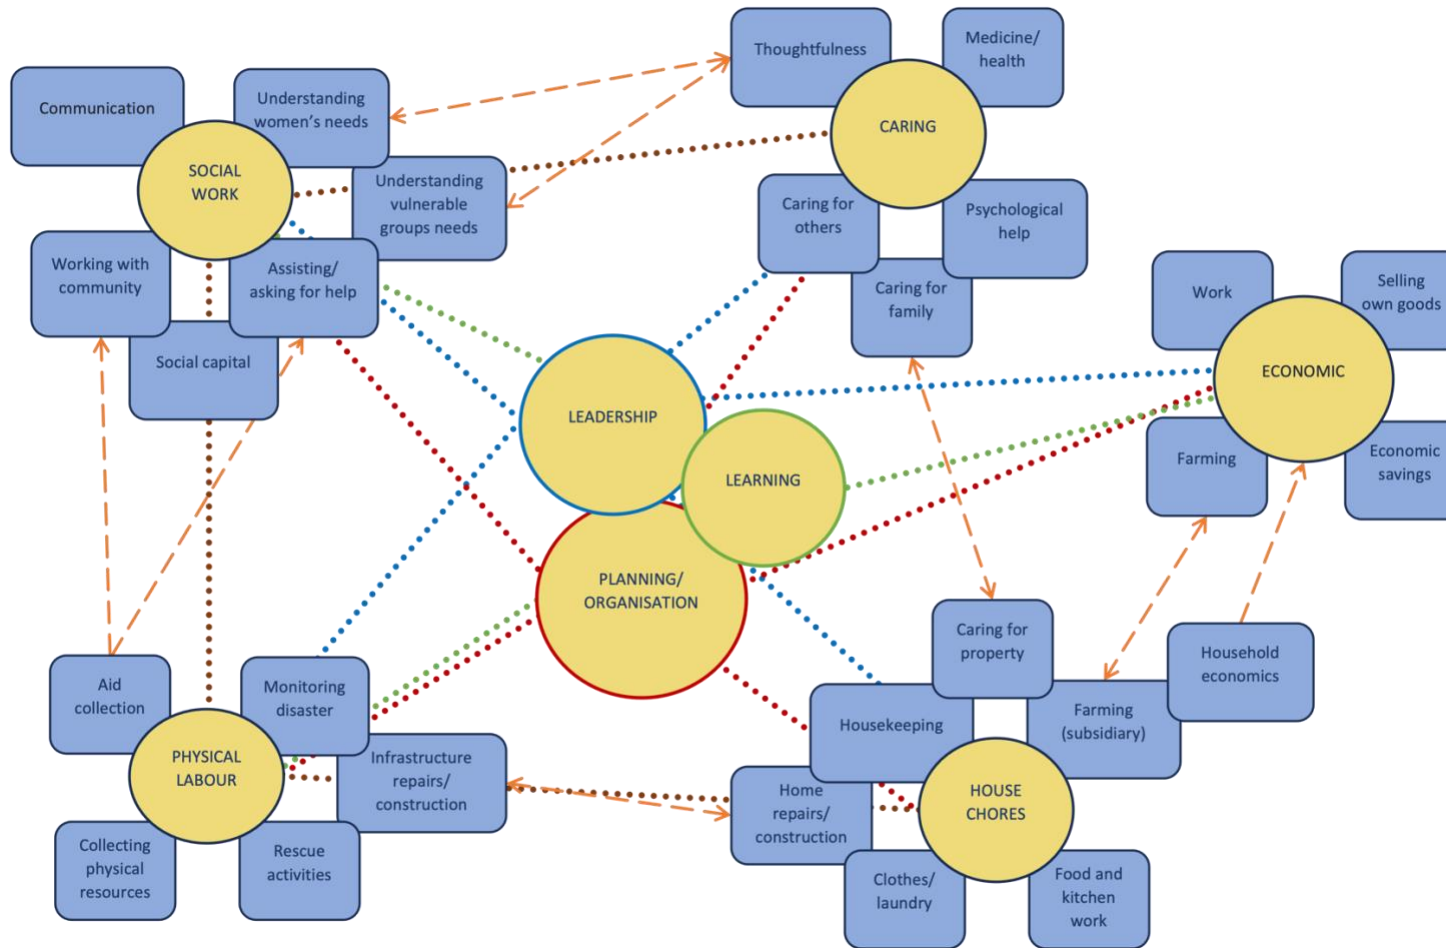 Communication
Understanding
women's needs
SOCIAL
WORK
Understanding
vulnerable
groups needs
Working with
community
Assisting/
asking for help
Social capital
Thoughtfulness
Medicine/
health
CARING
Caring for
others
Psychological
help
Caring for
family
Work
Selling
own goods
ECONOMIC
Farming
Economic
savings
LEADERSHIP
LEARNING
PLANNING/
ORGANISATION
Aid
collection
Monitoring
disaster
PHYSICAL
LABOUR
Infrastructure
repairs/
construction
Collecting
physical
resources
Rescue
activities
Caring for
property
Household
economics
Housekeeping
Farming
(subsidiary)
Home
repairs/
construction
HOUSE
CHORES
Clothes/
laundry
Food and
kitchen
work